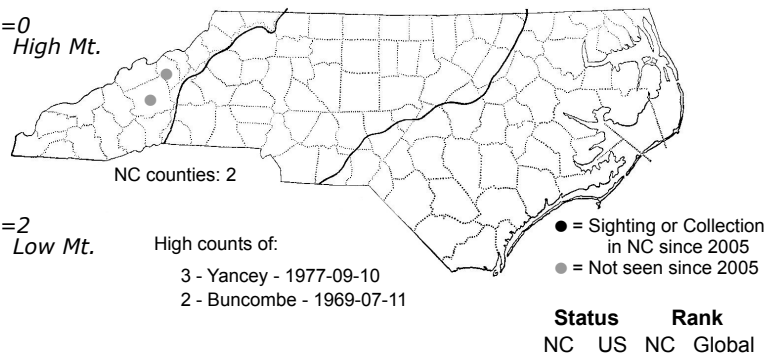 =0
High Mt.
NC counties: 2
=2
Low Mt.
High counts of:
3 - Yancey - 1977-09-10
2 - Buncombe - 1969-07-11
● = Sighting or Collection
in NC since 2005
● = Not seen since 2005
Status Rank
NC US NC Global